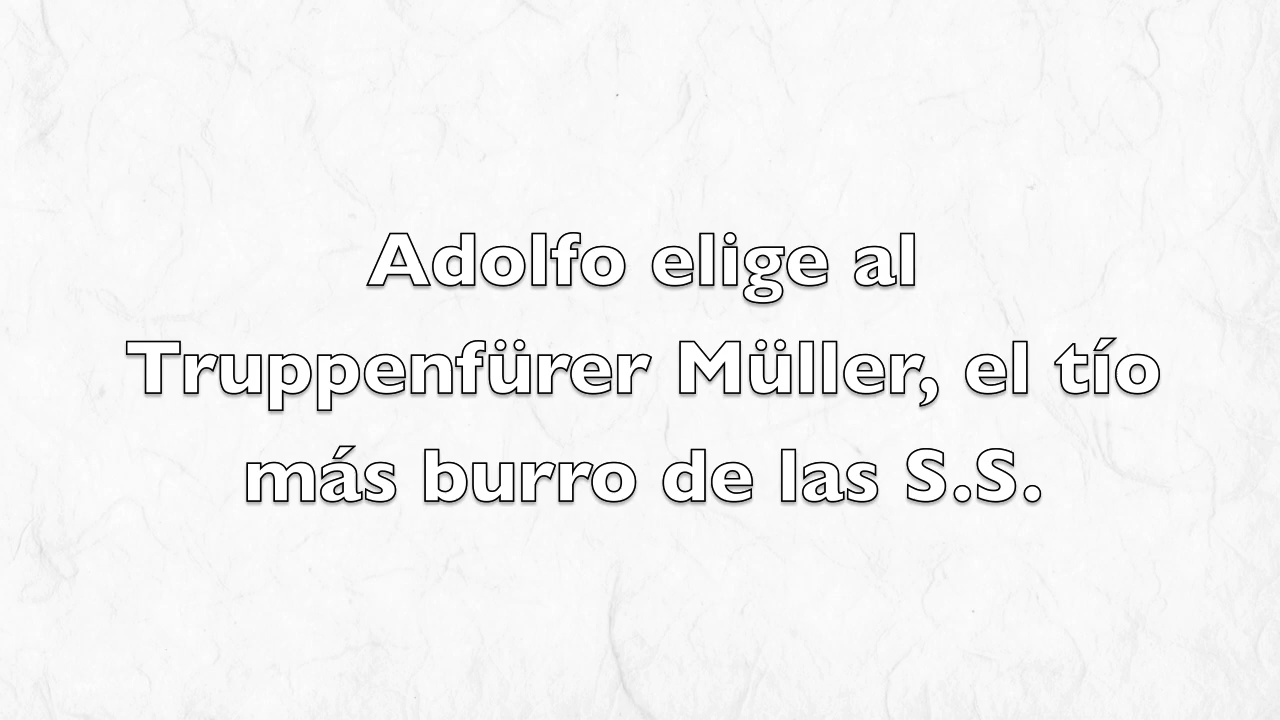 Adolfo elige al
Truppenfürer Müller, el tío
más burro de las S.S.